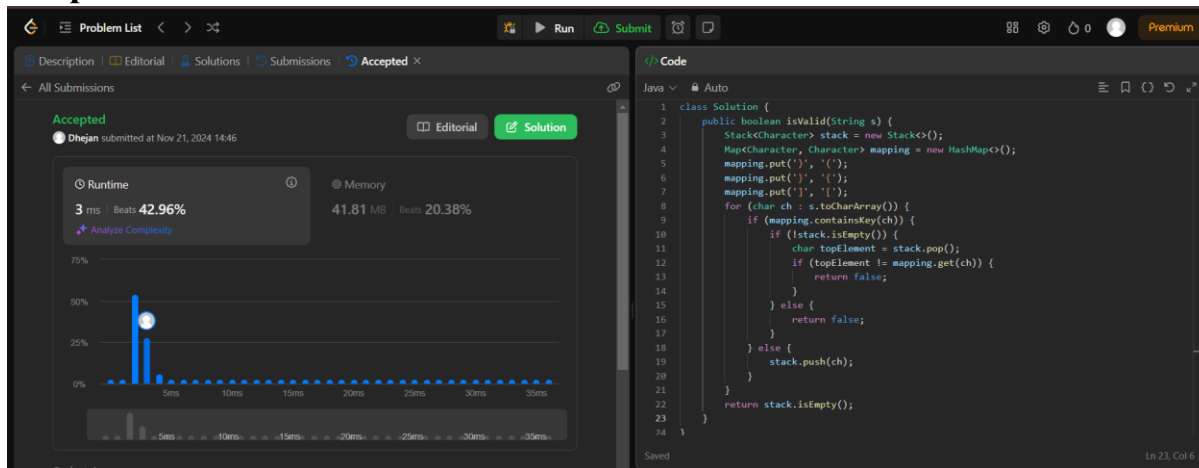 Problem List
Run
Submit
0
Premium
Description
Editorial
Solutions
Submissions
Accepted
All Submissions
Accepted
Dhejan submitted at Nov 21, 2024 14:46
Editorial
Solution
Runtime
3 ms Beats 42.96%
Analyze Complexity
Memory
41.81 MB Beats 20.38%
75%
50%
25%
0%
5ms 10ms 15ms 20ms 25ms 30ms 35ms
5ms 10ms 15ms 20ms 25ms 30ms 35ms
</> Code
Java Auto
1 class Solution {
2 public boolean isValid(String s) {
3 Stack<Character> stack = new Stack<>();
4 Map<Character, Character> mapping = new HashMap<>();
5 mapping.put(')', '(');
6 mapping.put('}', '{');
7 mapping.put(']', '[');
8 for (char ch : s.toCharArray()) {
9 if (mapping.containsKey(ch)) {
10 if (!stack.isEmpty()) {
11 char topElement = stack.pop();
12 if (topElement != mapping.get(ch)) {
13 return false;
14 }
15 } else {
16 return false;
17 }
18 } else {
19 stack.push(ch);
20 }
21 }
22 return stack.isEmpty();
23 }
24 }
Saved
Ln 23, Col 6